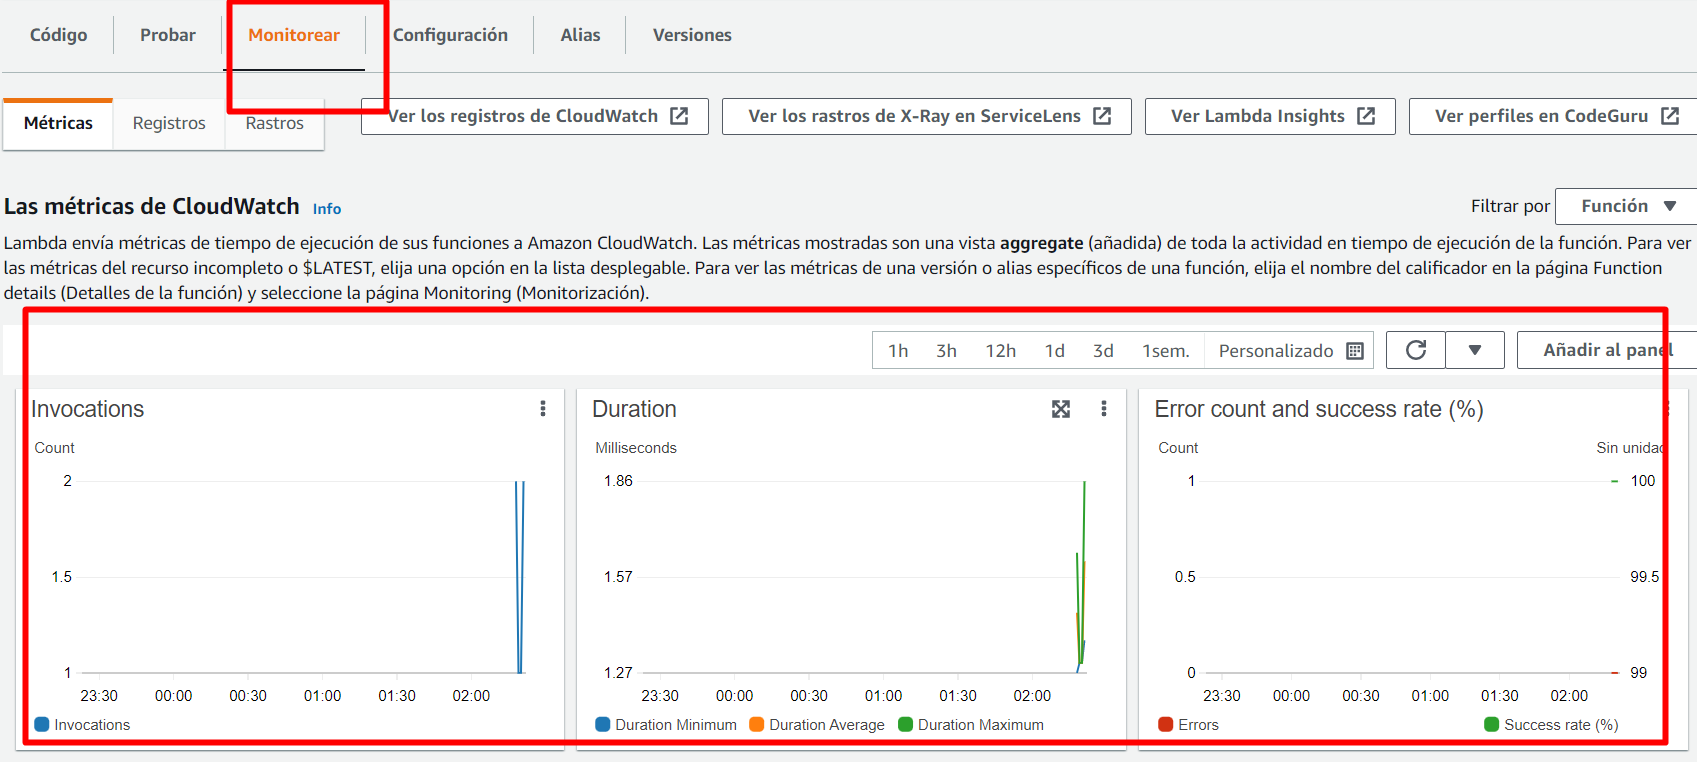 Código Probar Monitorear Configuración Alias Versiones
Métricas Registros Rastros Ver los registros de CloudWatch Ver los rastros de X-Ray en ServiceLens Ver Lambda Insights Ver perfiles en CodeGuru
Las métricas de CloudWatch Info Filtrar por Función
Lambda envía métricas de tiempo de ejecución de sus funciones a Amazon CloudWatch. Las métricas mostradas son una vista aggregate (añadida) de toda la actividad en tiempo de ejecución de la función. Para ver
las métricas del recurso incompleto o $LATEST, elija una opción en la lista desplegable. Para ver las métricas de una versión o alias específicos de una función, elija el nombre del calificador en la página Function
details (Detalles de la función) y seleccione la página Monitoring (Monitorización).
1h 3h 12h 1d 3d 1sem. Personalizado Añadir al panel
Invocations
Count
2
1.5
1
23:30 00:00 00:30 01:00 01:30 02:00
Invocations
Duration
Milliseconds
1.86
1.57
1.27
23:30 00:00 00:30 01:00 01:30 02:00
Duration Minimum Duration Average Duration Maximum
Error count and success rate (%)
Count Sin unidad
1 100
0.5 99.5
0 99
23:30 00:00 00:30 01:00 01:30 02:00
Errors Success rate (%)